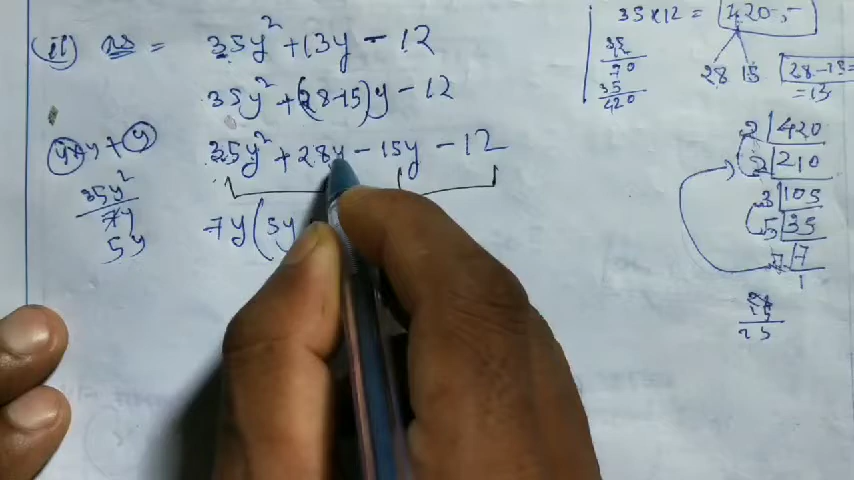 (ii) = 35y² + 13y - 12
35y² + (28-15)y - 12
35y² + 28y - 15y - 12
7y(5y
y×y + y
35y²
7y
5y
35×12 = 420
35
70
35
420
28 15 28-15=
=13
2 420
2 210
3 105
5 35
7 7
1